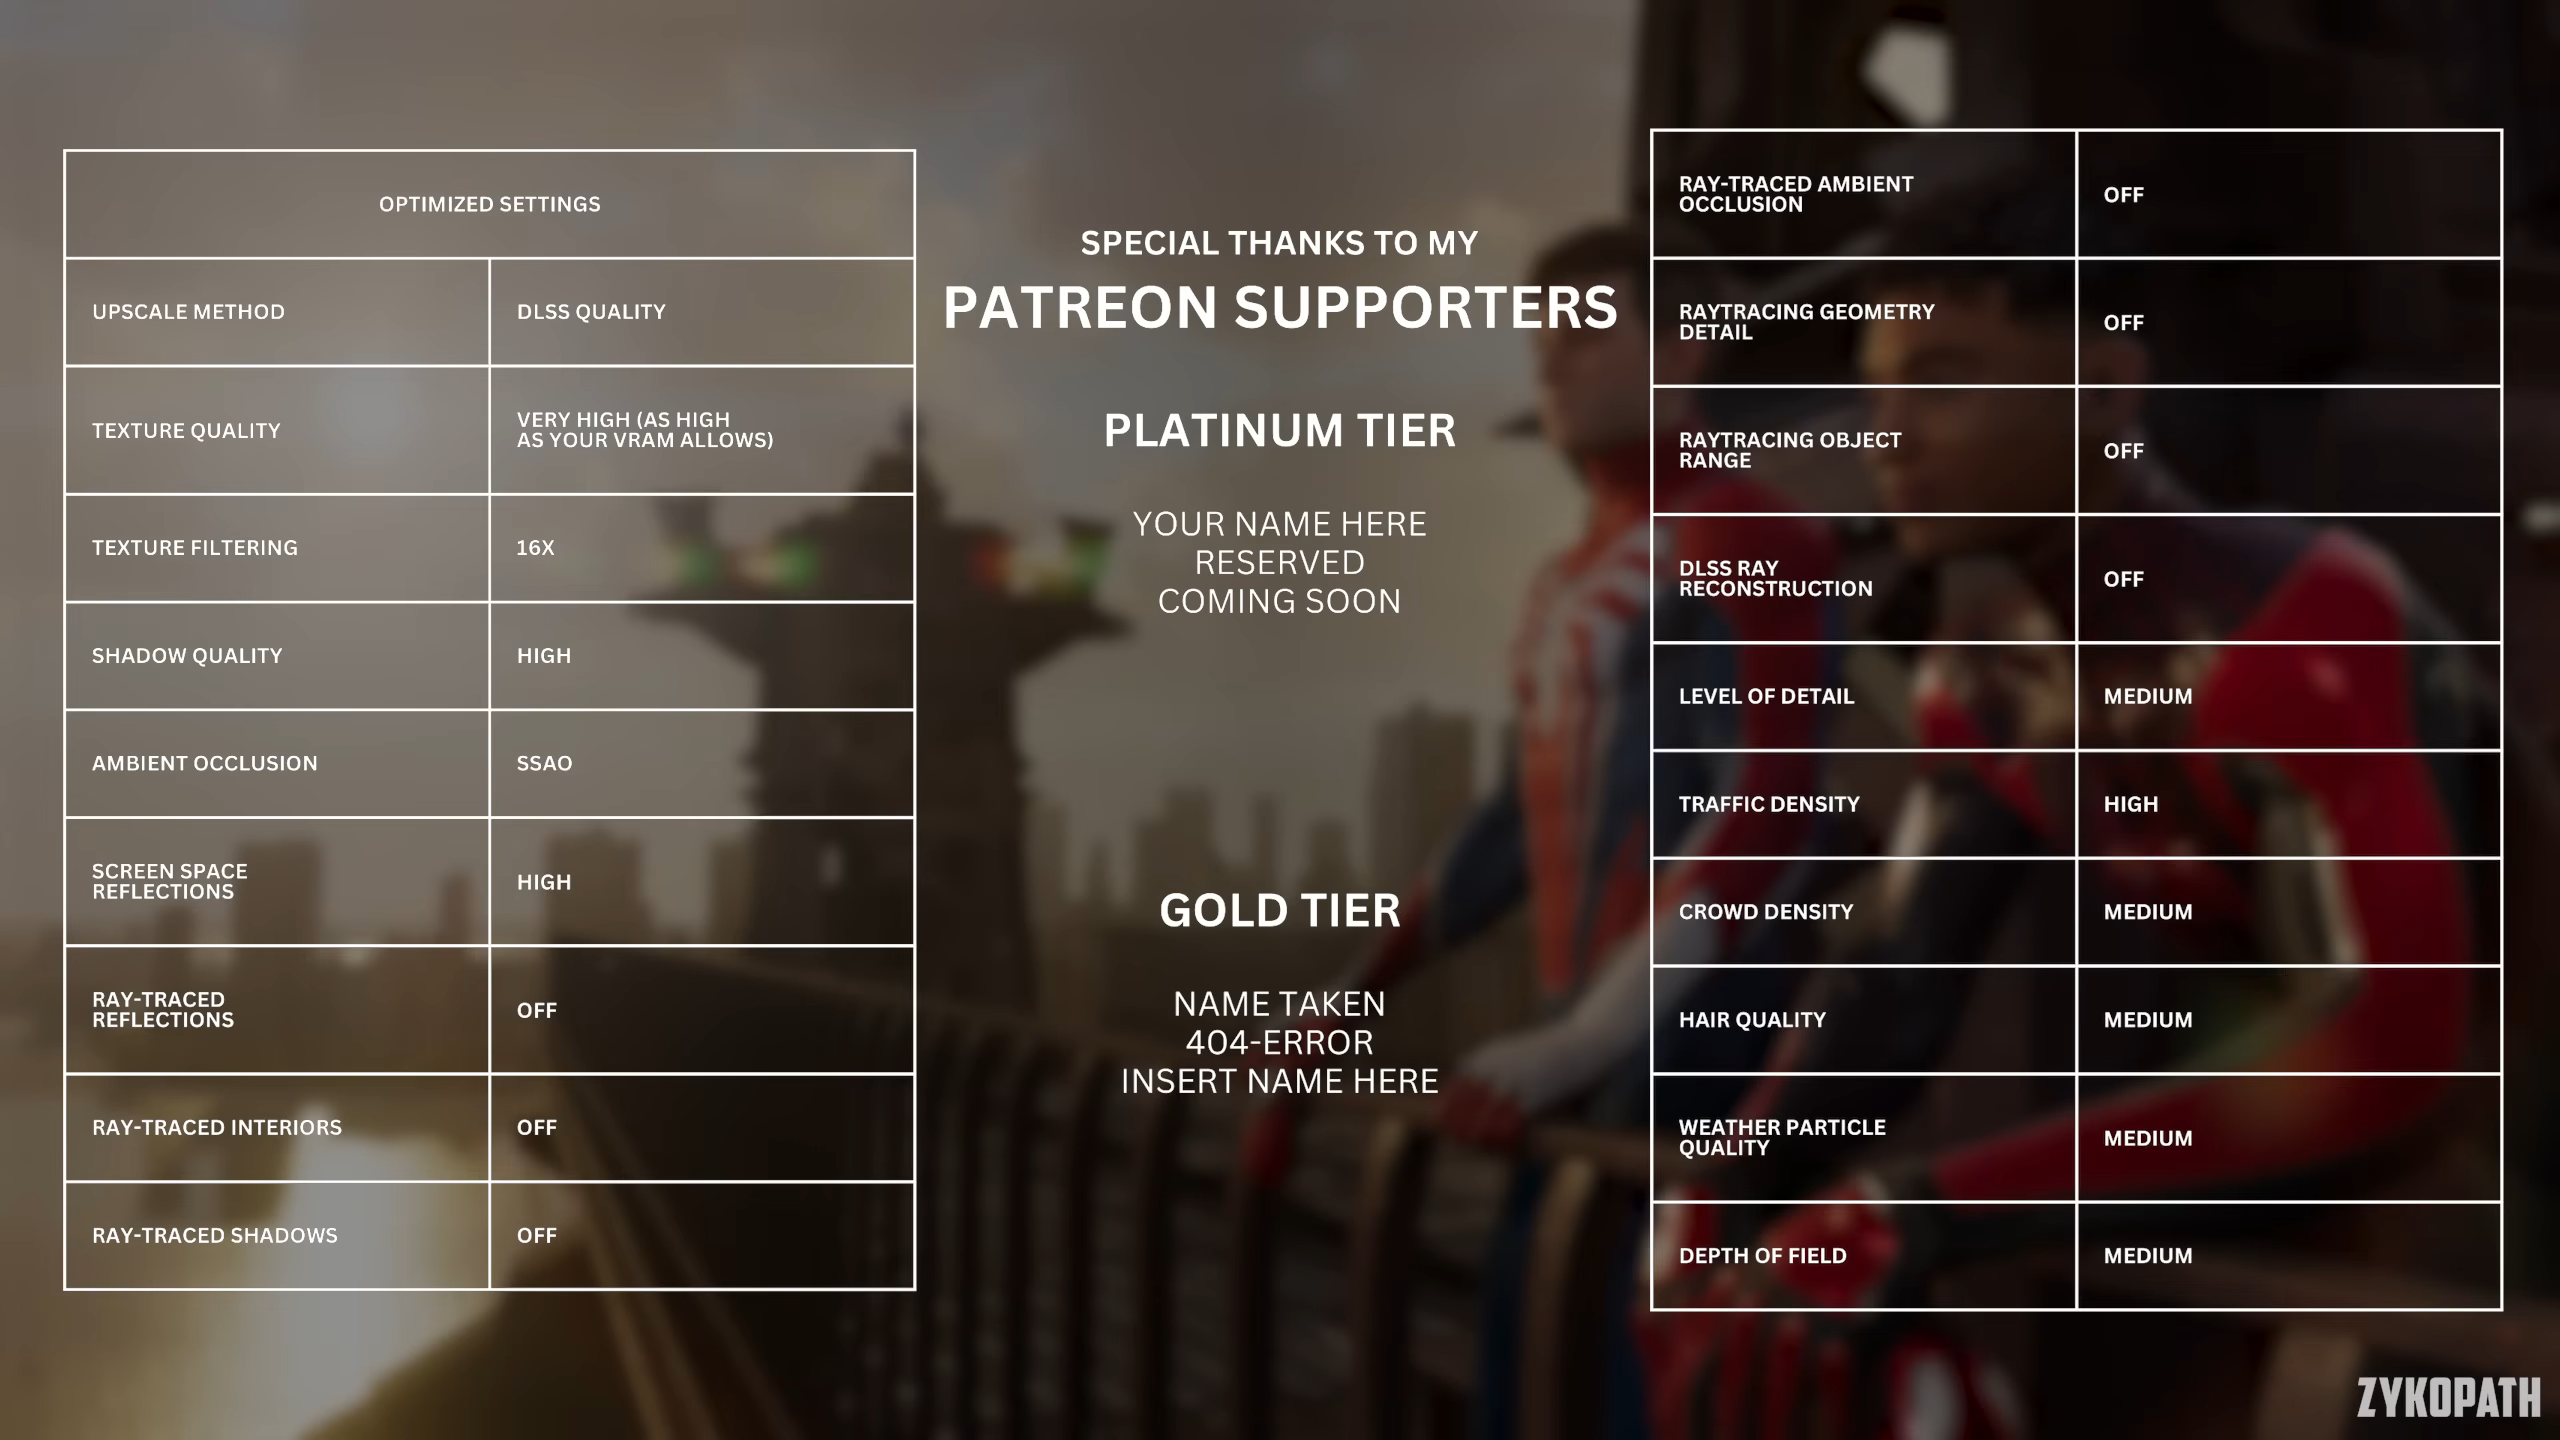 OPTIMIZED SETTINGS
UPSCALE METHOD
DLSS QUALITY
TEXTURE QUALITY
VERY HIGH (AS HIGH
AS YOUR VRAM ALLOWS)
TEXTURE FILTERING
16X
SHADOW QUALITY
HIGH
AMBIENT OCCLUSION
SSAO
SCREEN SPACE
REFLECTIONS
HIGH
RAY-TRACED
REFLECTIONS
OFF
RAY-TRACED INTERIORS
OFF
RAY-TRACED SHADOWS
OFF
SPECIAL THANKS TO MY
PATREON SUPPORTERS
PLATINUM TIER
YOUR NAME HERE
RESERVED
COMING SOON
GOLD TIER
NAME TAKEN
404-ERROR
INSERT NAME HERE
RAY-TRACED AMBIENT
OCCLUSION
OFF
RAYTRACING GEOMETRY
DETAIL
OFF
RAYTRACING OBJECT
RANGE
OFF
DLSS RAY
RECONSTRUCTION
OFF
LEVEL OF DETAIL
MEDIUM
TRAFFIC DENSITY
HIGH
CROWD DENSITY
MEDIUM
HAIR QUALITY
MEDIUM
WEATHER PARTICLE
QUALITY
MEDIUM
DEPTH OF FIELD
MEDIUM
ZYKOPATH